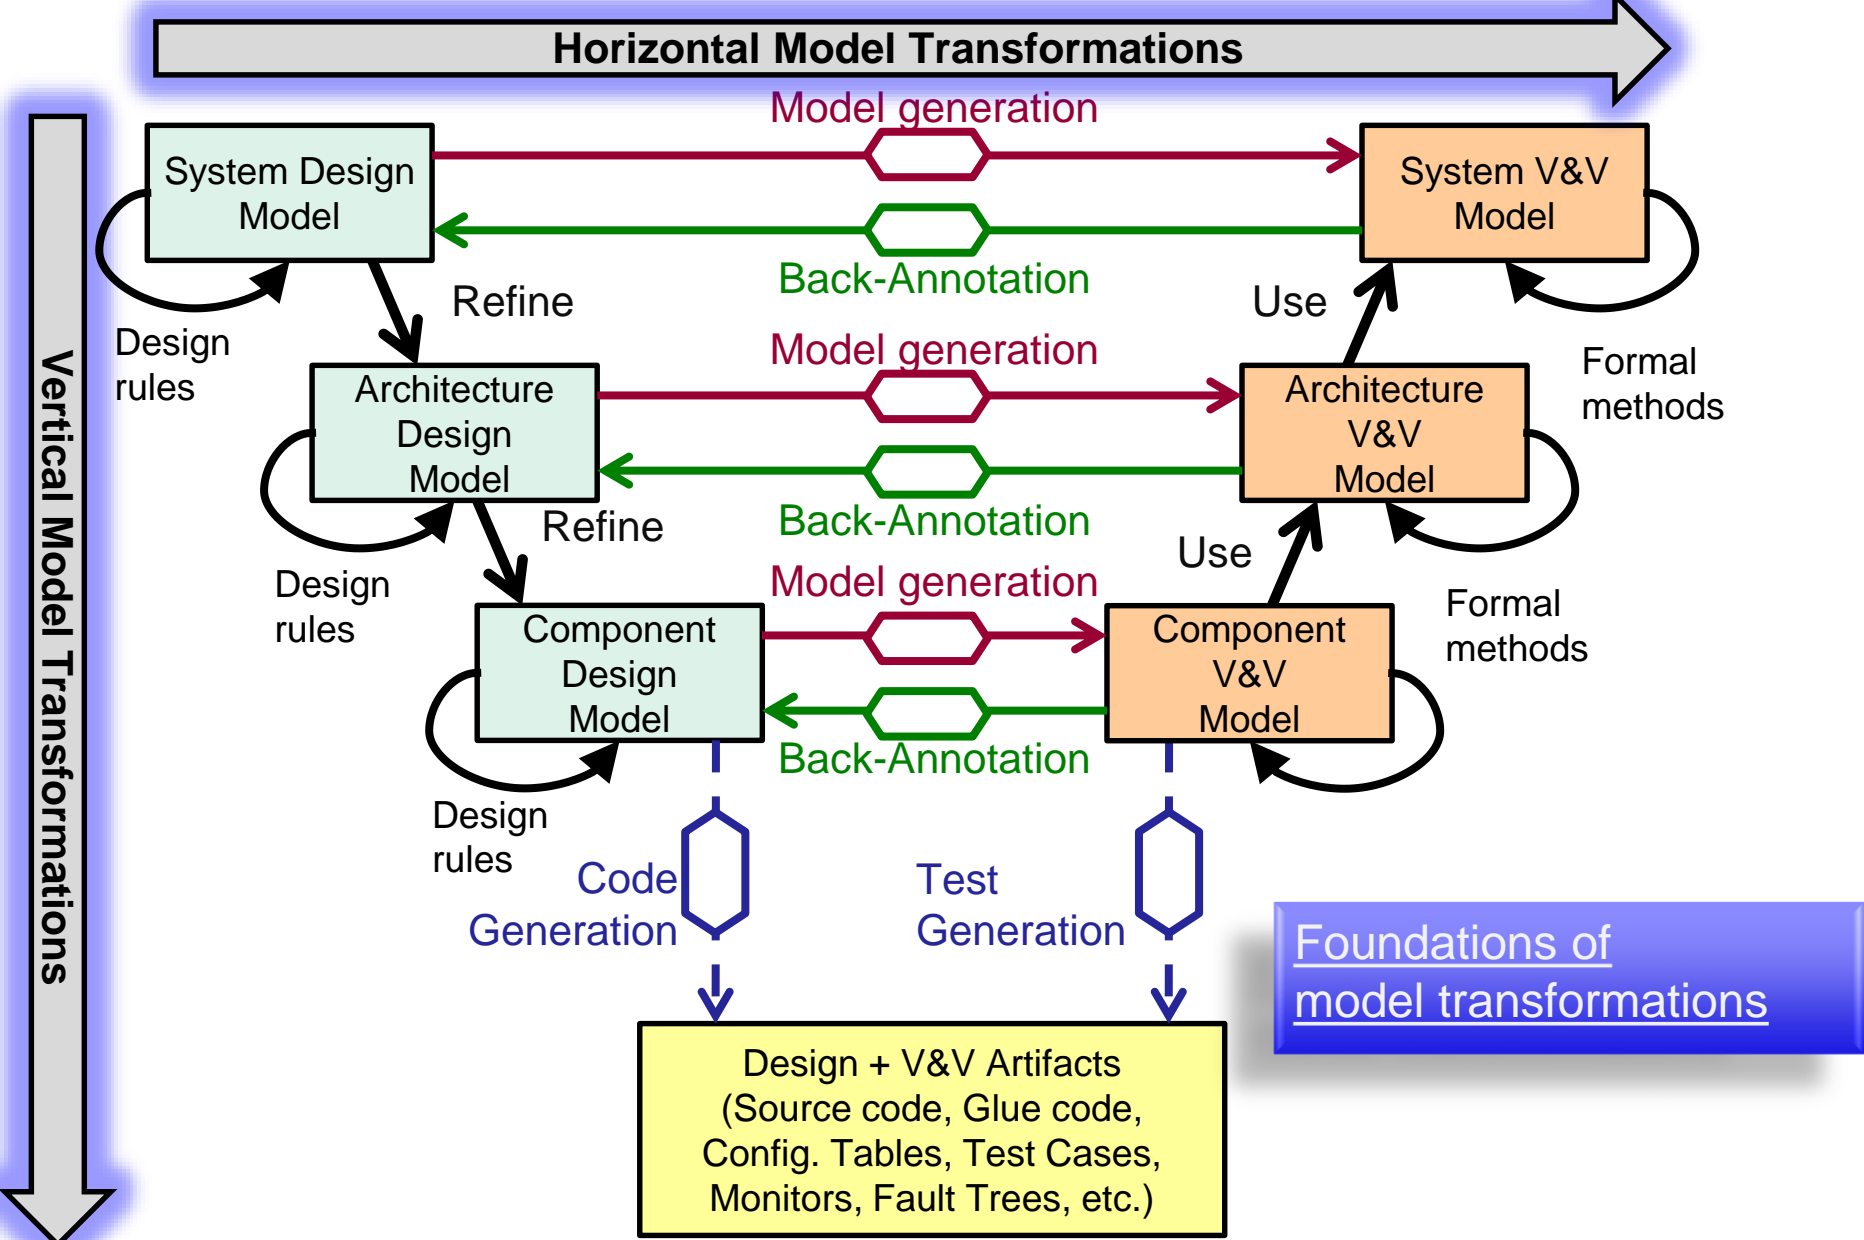 Horizontal Model Transformations
Vertical Model Transformations
Model generation
System Design
Model
System V&V
Model
Back-Annotation
Refine
Use
Design
rules
Formal
methods
Model generation
Architecture
Design
Model
Architecture
V&V
Model
Back-Annotation
Refine
Use
Design
rules
Formal
methods
Model generation
Component
Design
Model
Component
V&V
Model
Back-Annotation
Design
rules
Code
Generation
Test
Generation
Foundations of
model transformations
Design + V&V Artifacts
(Source code, Glue code,
Config. Tables, Test Cases,
Monitors, Fault Trees, etc.)